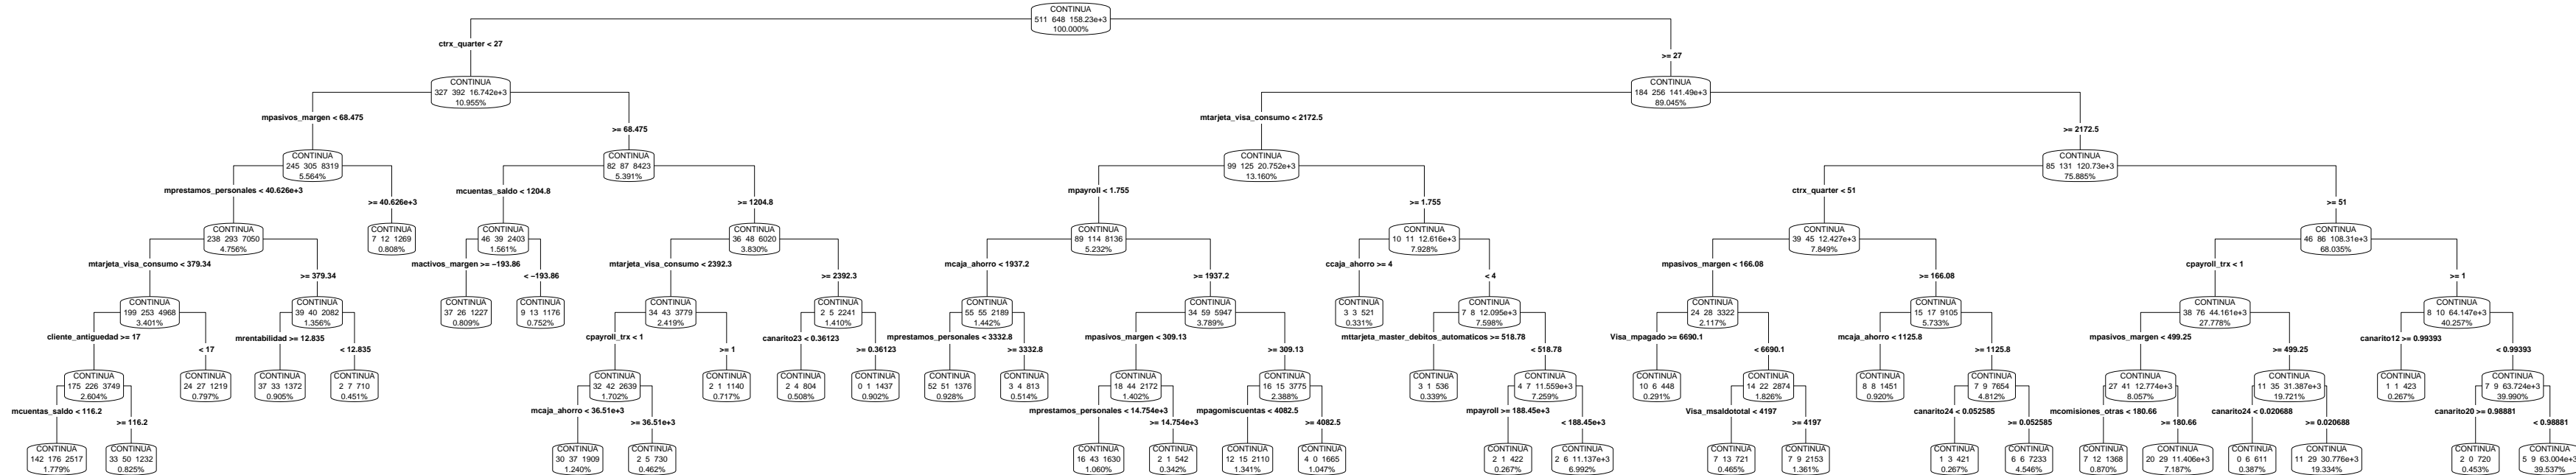 CONTINUA
511 648 158.23e+3
100.000%
ctrx_quarter < 27
>= 27
CONTINUA
327 392 16.742e+3
10.955%
CONTINUA
184 256 141.49e+3
89.045%
mpasivos_margen < 68.475
>= 68.475
mtarjeta_visa_consumo < 2172.5
>= 2172.5
CONTINUA
245 305 8319
5.564%
CONTINUA
82 87 8423
5.391%
CONTINUA
99 125 20.752e+3
13.160%
CONTINUA
85 131 120.73e+3
75.885%
mprestamos_personales < 40.626e+3
>= 40.626e+3
mcuentas_saldo < 1204.8
>= 1204.8
mpayroll < 1.755
>= 1.755
ctrx_quarter < 51
>= 51
CONTINUA
238 293 7050
4.756%
CONTINUA
7 12 1269
0.808%
CONTINUA
46 39 2403
1.561%
CONTINUA
36 48 6020
3.830%
CONTINUA
89 114 8136
5.232%
CONTINUA
10 11 12.616e+3
7.928%
CONTINUA
39 45 12.427e+3
7.849%
CONTINUA
46 86 108.31e+3
68.035%
mtarjeta_visa_consumo < 379.34
>= 379.34
mactivos_margen >= −193.86
< −193.86
mtarjeta_visa_consumo < 2392.3
>= 2392.3
mcaja_ahorro < 1937.2
>= 1937.2
ccaja_ahorro >= 4
< 4
mpasivos_margen < 166.08
>= 166.08
cpayroll_trx < 1
>= 1
CONTINUA
199 253 4968
3.401%
CONTINUA
39 40 2082
1.356%
CONTINUA
37 26 1227
0.809%
CONTINUA
9 13 1176
0.752%
CONTINUA
34 43 3779
2.419%
CONTINUA
2 5 2241
1.410%
CONTINUA
55 55 2189
1.442%
CONTINUA
34 59 5947
3.789%
CONTINUA
3 3 521
0.331%
CONTINUA
7 8 12.095e+3
7.598%
CONTINUA
24 28 3322
2.117%
CONTINUA
15 17 9105
5.733%
CONTINUA
38 76 44.161e+3
27.778%
CONTINUA
8 10 64.147e+3
40.257%
cliente_antiguedad >= 17
< 17
mrentabilidad >= 12.835
< 12.835
cpayroll_trx < 1
>= 1
canarito23 < 0.36123
>= 0.36123
mprestamos_personales < 3332.8
>= 3332.8
mpasivos_margen < 309.13
>= 309.13
mttarjeta_master_debitos_automaticos >= 518.78
< 518.78
Visa_mpagado >= 6690.1
< 6690.1
mcaja_ahorro < 1125.8
>= 1125.8
mpasivos_margen < 499.25
>= 499.25
canarito12 >= 0.99393
< 0.99393
CONTINUA
175 226 3749
2.604%
CONTINUA
24 27 1219
0.797%
CONTINUA
37 33 1372
0.905%
CONTINUA
2 7 710
0.451%
CONTINUA
32 42 2639
1.702%
CONTINUA
2 1 1140
0.717%
CONTINUA
2 4 804
0.508%
CONTINUA
0 1 1437
0.902%
CONTINUA
52 51 1376
0.928%
CONTINUA
3 4 813
0.514%
CONTINUA
18 44 2172
1.402%
CONTINUA
16 15 3775
2.388%
CONTINUA
3 1 536
0.339%
CONTINUA
4 7 11.559e+3
7.259%
CONTINUA
10 6 448
0.291%
CONTINUA
14 22 2874
1.826%
CONTINUA
8 8 1451
0.920%
CONTINUA
7 9 7654
4.812%
CONTINUA
27 41 12.774e+3
8.057%
CONTINUA
11 35 31.387e+3
19.721%
CONTINUA
1 1 423
0.267%
CONTINUA
7 9 63.724e+3
39.990%
mcuentas_saldo < 116.2
>= 116.2
mcaja_ahorro < 36.51e+3
>= 36.51e+3
mprestamos_personales < 14.754e+3
>= 14.754e+3
mpagomiscuentas < 4082.5
>= 4082.5
mpayroll >= 188.45e+3
< 188.45e+3
Visa_msaldototal < 4197
>= 4197
canarito24 < 0.052585
>= 0.052585
mcomisiones_otras < 180.66
>= 180.66
canarito24 < 0.020688
>= 0.020688
canarito20 >= 0.98881
< 0.98881
CONTINUA
142 176 2517
1.779%
CONTINUA
33 50 1232
0.825%
CONTINUA
30 37 1909
1.240%
CONTINUA
2 5 730
0.462%
CONTINUA
16 43 1630
1.060%
CONTINUA
2 1 542
0.342%
CONTINUA
12 15 2110
1.341%
CONTINUA
4 0 1665
1.047%
CONTINUA
2 1 422
0.267%
CONTINUA
2 6 11.137e+3
6.992%
CONTINUA
7 13 721
0.465%
CONTINUA
7 9 2153
1.361%
CONTINUA
1 3 421
0.267%
CONTINUA
6 6 7233
4.546%
CONTINUA
7 12 1368
0.870%
CONTINUA
20 29 11.406e+3
7.187%
CONTINUA
0 6 611
0.387%
CONTINUA
11 29 30.776e+3
19.334%
CONTINUA
2 0 720
0.453%
CONTINUA
5 9 63.004e+3
39.537%